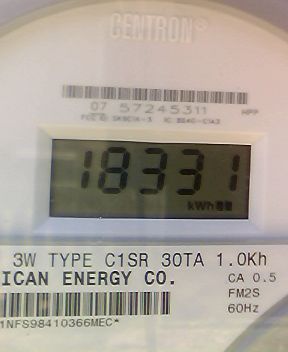 CENTRON®
07 57245311
HPP
18331
kWh
3W TYPE C1SR 30TA 1.0Kh
ICAN ENERGY CO.
CA 0.5
FM2S
60Hz
1NFS98410366MEC*